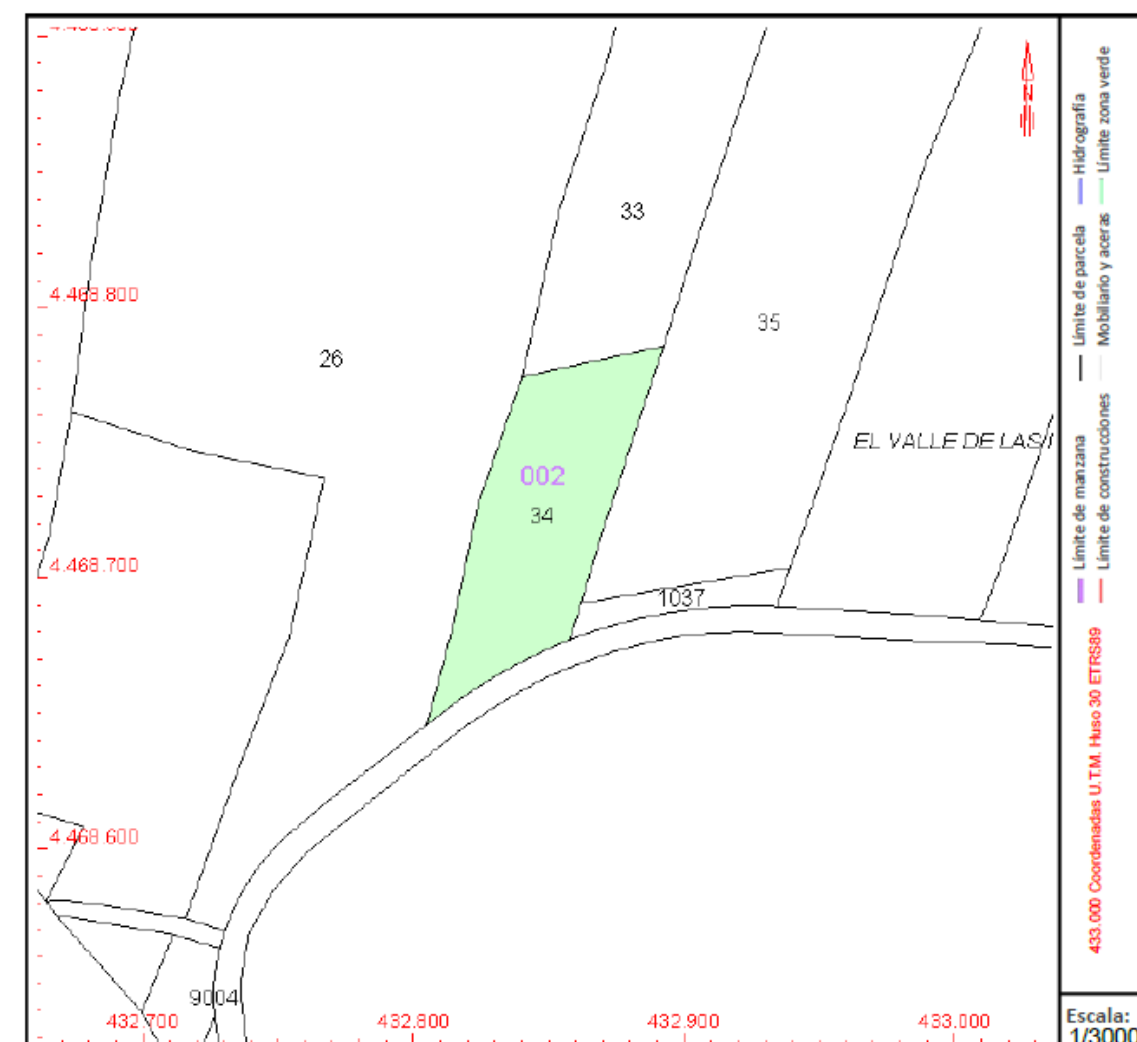 33
4.468.800
35
26
EL VALLE DE LAS
002
34
4.468.700
1037
4.468.600
9004
432.700 432.800 432.900 433.000
Hidrografía
Límite zona verde
Límite de parcela
Mobiliario y aceras
Límite de manzana
Límite de construcciones
433.000 Coordenadas U.T.M. Huso 30 ETRS89
Escala:
1/3000